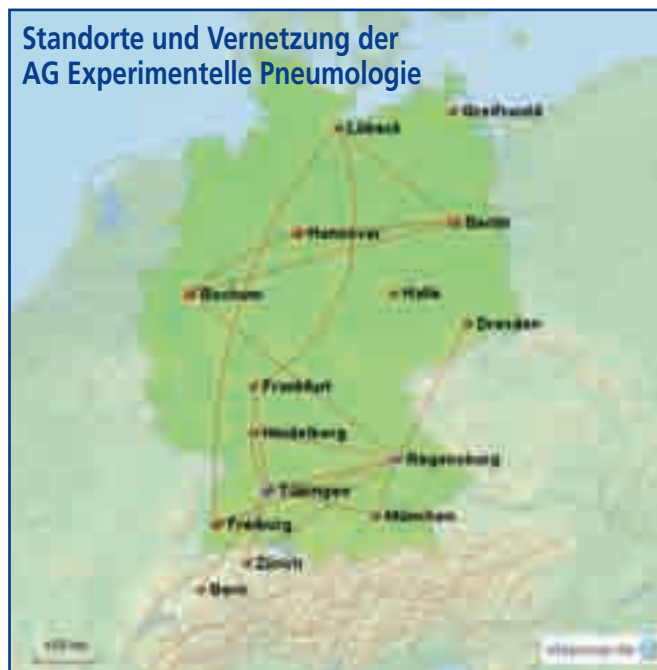 Standorte und Vernetzung der
AG Experimentelle Pneumologie
Greifswald
Lübeck
Berlin
Hannover
Bochum
Halle
Dresden
Frankfurt
Heidelberg
Regensburg
Tübingen
München
Freiburg
Zürich
Bern